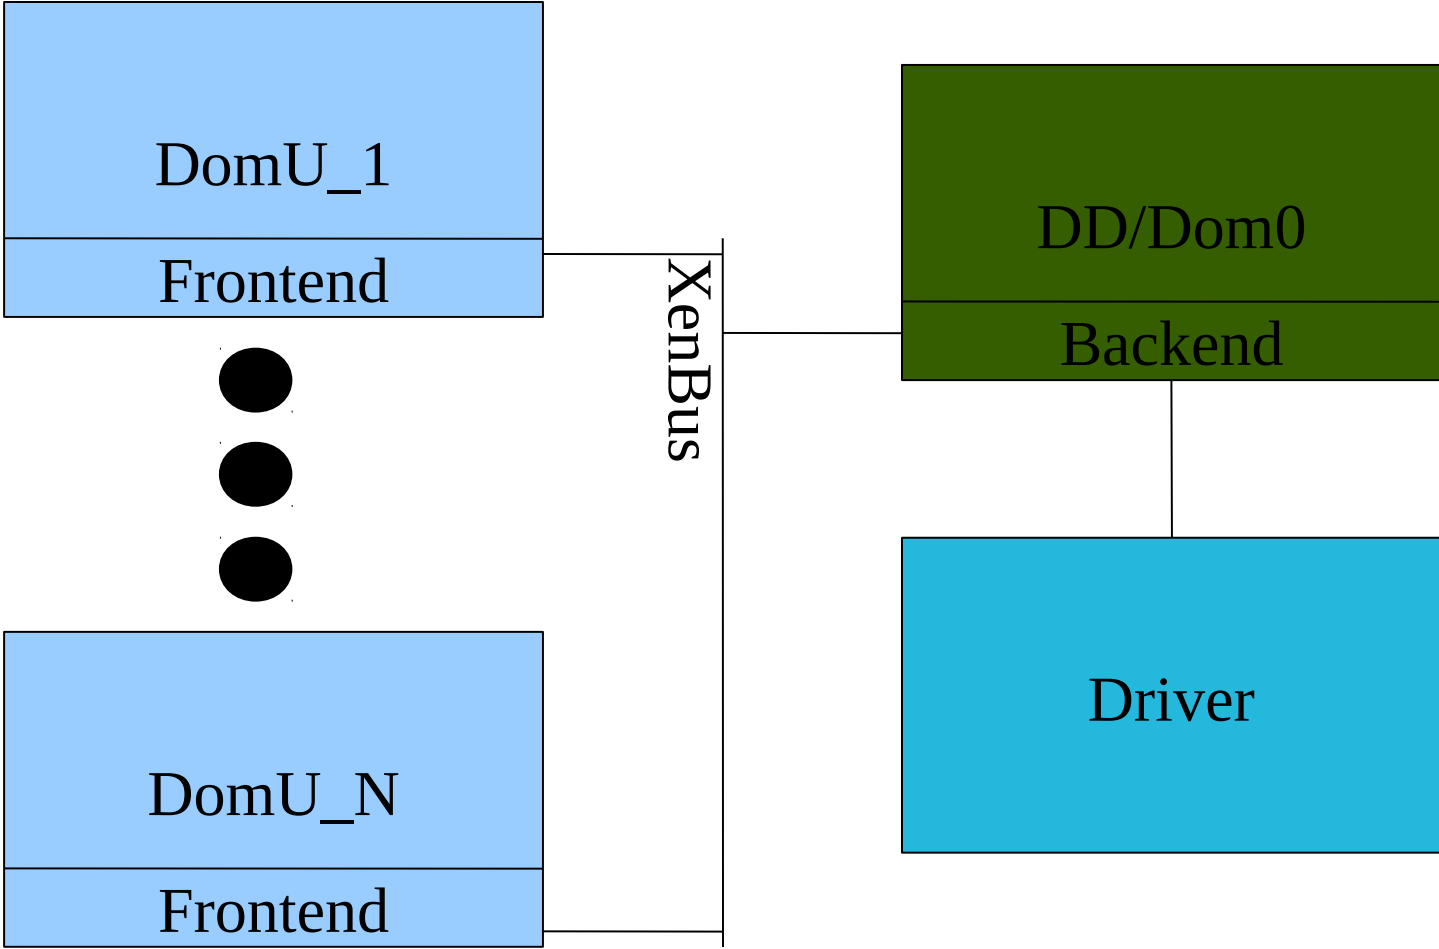 DomU_1
Frontend
XenBus
DD/Dom0
Backend
Driver
DomU_N
Frontend